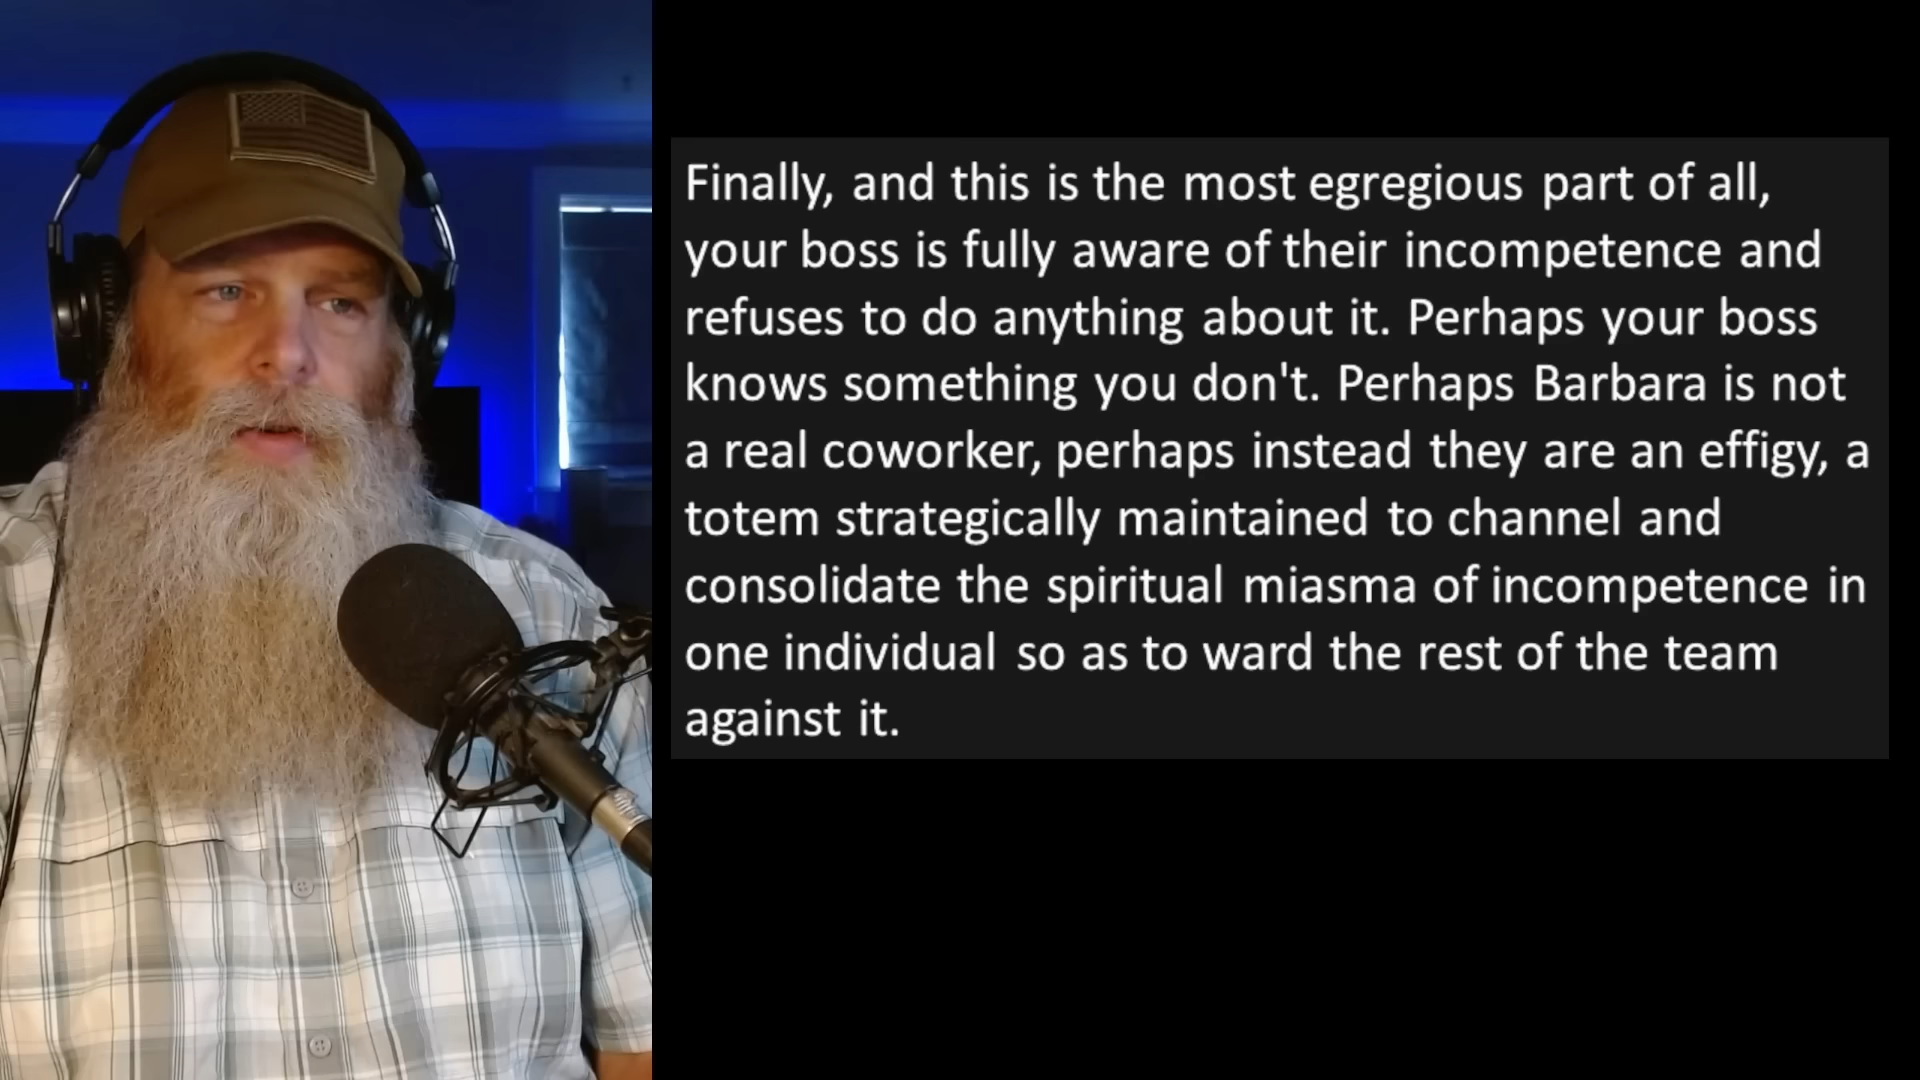 Finally, and this is the most egregious part of all,
your boss is fully aware of their incompetence and
refuses to do anything about it. Perhaps your boss
knows something you don't. Perhaps Barbara is not
a real coworker, perhaps instead they are an effigy, a
totem strategically maintained to channel and
consolidate the spiritual miasma of incompetence in
one individual so as to ward the rest of the team
against it.